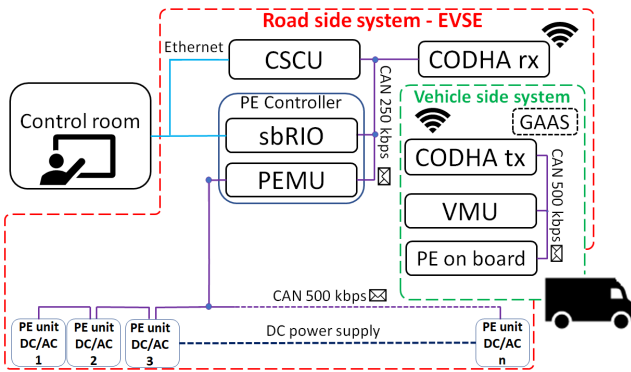 Road side system - EVSE
Ethernet
CSCU
CODHA rx
CAN 250 kbps
Control room
PE Controller
sbRIO
PEMU
Vehicle side system
GAAS
CODHA tx
VMU
PE on board
CAN 500 kbps
CAN 500 kbps
PE unit
DC/AC
1
PE unit
DC/AC
2
PE unit
DC/AC
3
DC power supply
PE unit
DC/AC
n